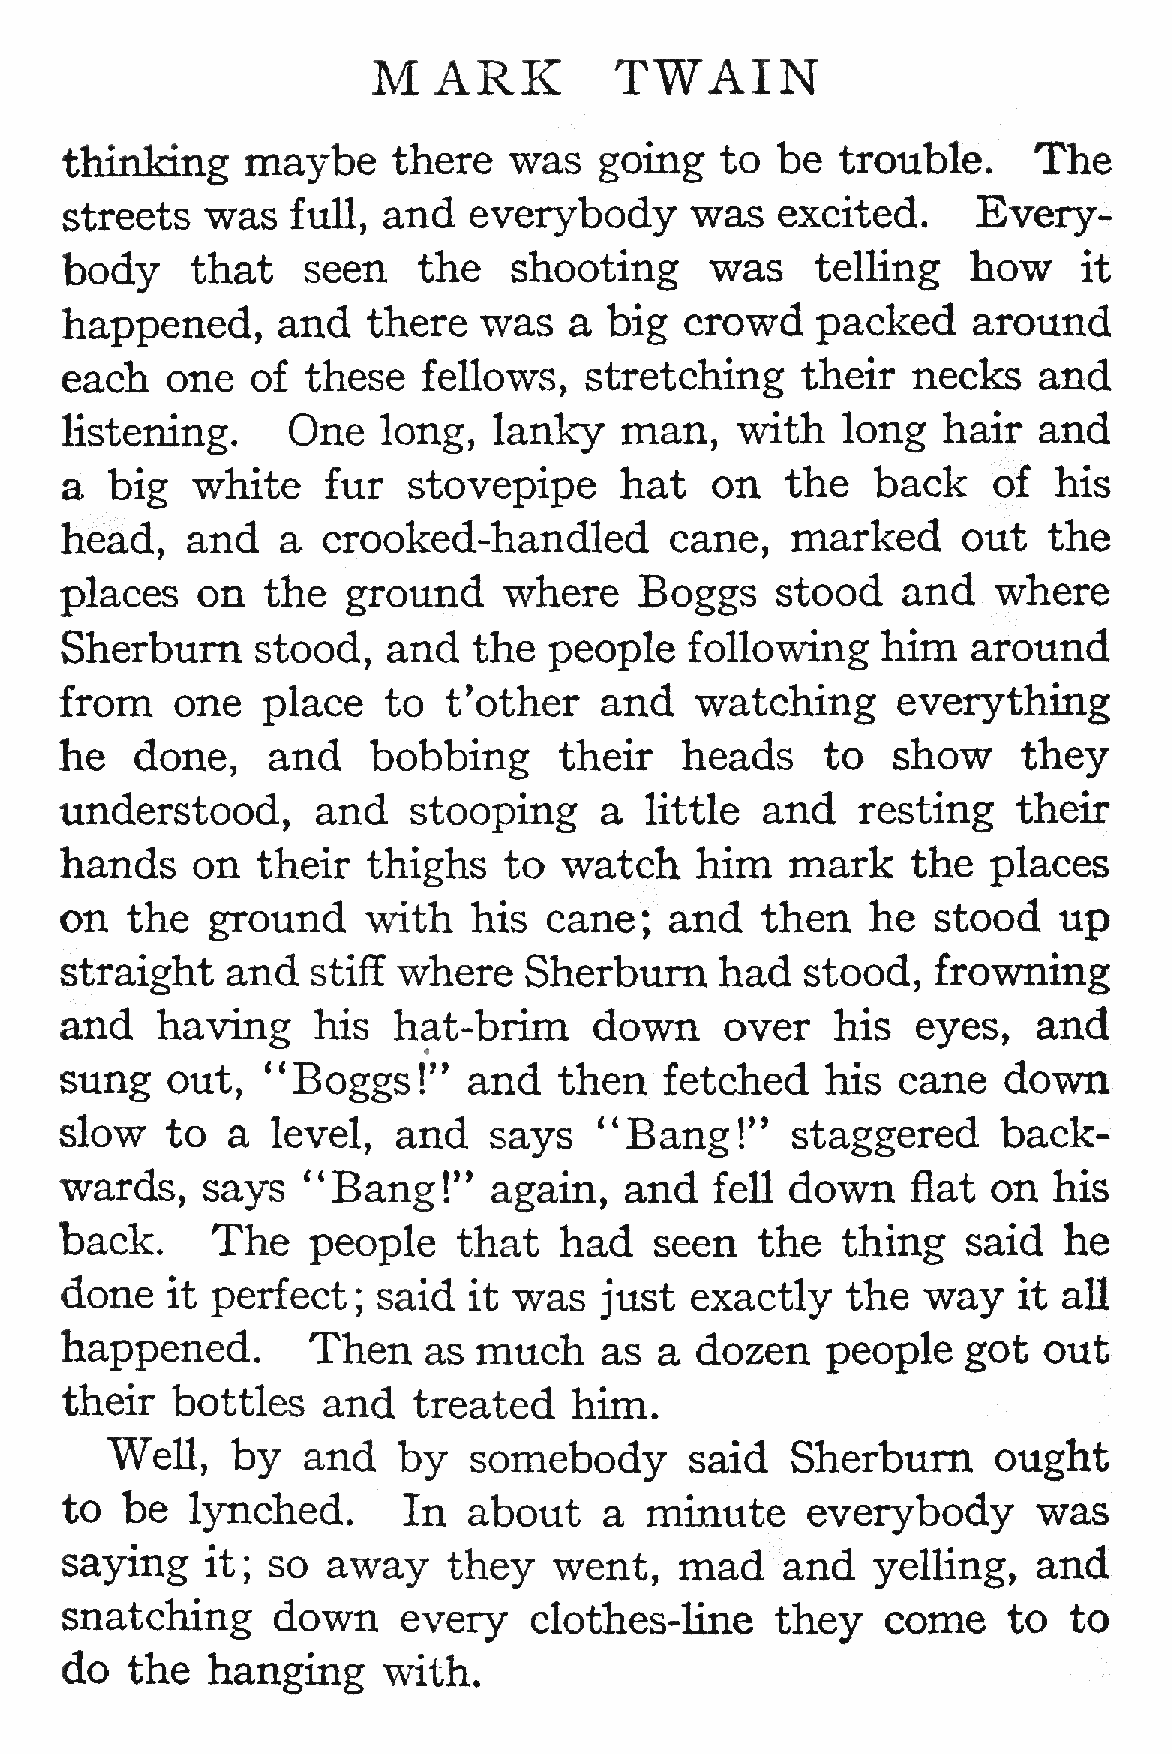 MARK TWAIN
thinking maybe there was going to be trouble. The
streets was full, and everybody was excited. Every-
body that seen the shooting was telling how it
happened, and there was a big crowd packed around
each one of these fellows, stretching their necks and
listening. One long, lanky man, with long hair and
a big white fur stovepipe hat on the back of his
head, and a crooked-handled cane, marked out the
places on the ground where Boggs stood and where
Sherburn stood, and the people following him around
from one place to t'other and watching everything
he done, and bobbing their heads to show they
understood, and stooping a little and resting their
hands on their thighs to watch him mark the places
on the ground with his cane; and then he stood up
straight and stiff where Sherburn had stood, frowning
and having his hat-brim down over his eyes, and
sung out, "Boggs!" and then fetched his cane down
slow to a level, and says "Bang!" staggered back-
wards, says "Bang!" again, and fell down flat on his
back. The people that had seen the thing said he
done it perfect; said it was just exactly the way it all
happened. Then as much as a dozen people got out
their bottles and treated him.
Well, by and by somebody said Sherburn ought
to be lynched. In about a minute everybody was
saying it; so away they went, mad and yelling, and
snatching down every clothes-line they come to to
do the hanging with.